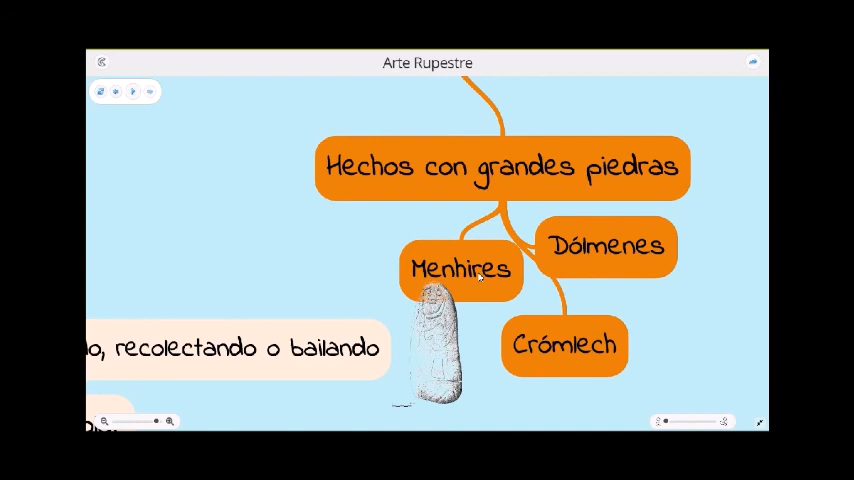 Arte Rupestre
Hechos con grandes piedras
Dólmenes
Menhires
Crómlech
recolectando o bailando